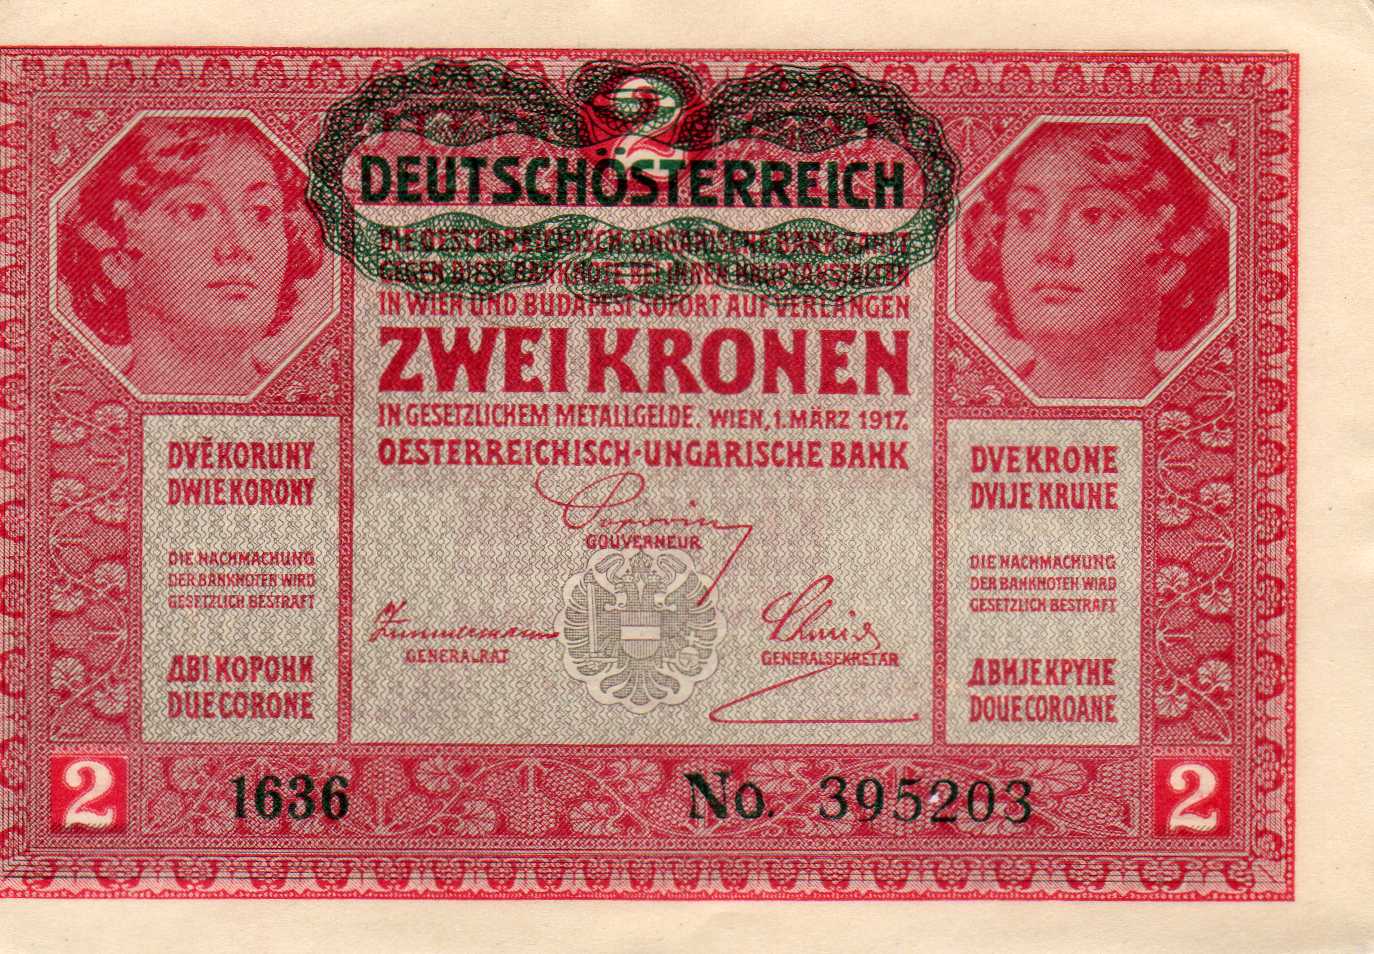 2
DEUTSCHÖSTERREICH
DIE OESTERREICHISCH-UNGARISCHE BANK ZAHLT
GEGEN DIESE BANKNOTE BEI IHREN HAUPTANSTALTEN
IN WIEN UND BUDAPEST SOFORT AUF VERLANGEN
ZWEI KRONEN
IN GESETZLICHEM METALLGELDE. WIEN, 1. MÄRZ 1917.
OESTERREICHISCH-UNGARISCHE BANK
DVĚ KORUNY
DWIE KORONY
DIE NACHMACHUNG
DER BANKNOTEN WIRD
GESETZLICH BESTRAFT
ДВІ КОРОНИ
DUE CORONE
Popovics
GOUVERNEUR
GENERALRAT
Schmid
GENERALSEKRETÄR
DVE KRONE
DVIJE KRUNE
DIE NACHMACHUNG
DER BANKNOTEN WIRD
GESETZLICH BESTRAFT
ДВИЈЕ КРУНЕ
DOUE COROANE
2
1636
No. 395203
2